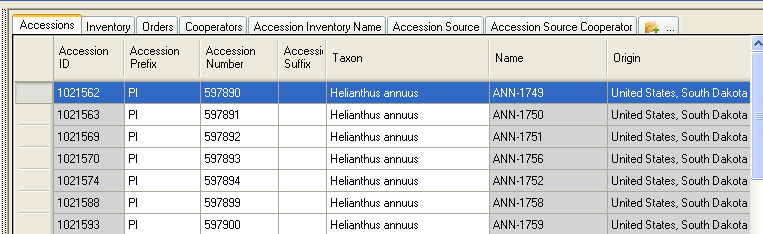 Accessions Inventory Orders Cooperators Accession Inventory Name Accession Source Accession Source Cooperator ...
Accession ID Accession Prefix Accession Number Accessi Suffix Taxon Name Origin
1021562 PI 597890 Helianthus annuus ANN-1749 United States, South Dakota
1021563 PI 597891 Helianthus annuus ANN-1750 United States, South Dakota
1021569 PI 597892 Helianthus annuus ANN-1751 United States, South Dakota
1021570 PI 597893 Helianthus annuus ANN-1756 United States, South Dakota
1021574 PI 597894 Helianthus annuus ANN-1752 United States, South Dakota
1021588 PI 597899 Helianthus annuus ANN-1758 United States, South Dakota
1021593 PI 597900 Helianthus annuus ANN-1759 United States, South Dakota